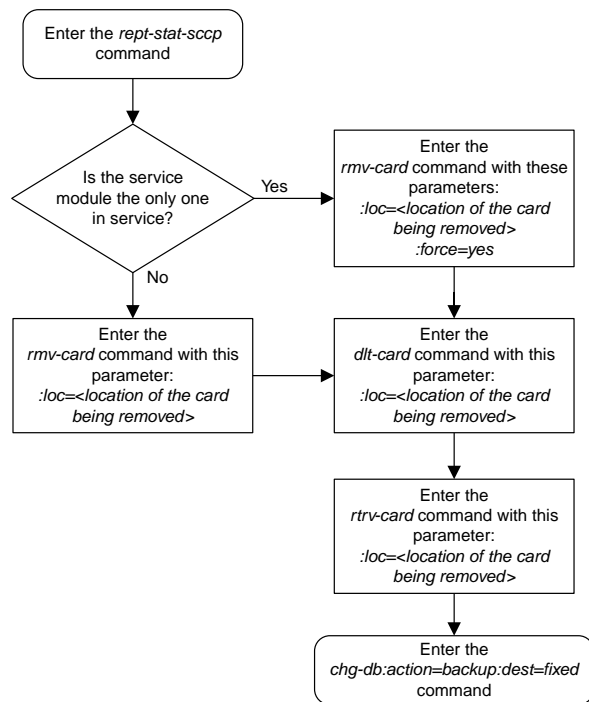 Enter the rept-stat-sccp
command
Is the service
module the only one
in service?
Yes
Enter the
rmv-card command with these
parameters:
:loc=<location of the card
being removed>
:force=yes
No
Enter the
rmv-card command with this
parameter:
:loc=<location of the card
being removed>
Enter the
dlt-card command with this
parameter:
:loc=<location of the card
being removed>
Enter the
rtrv-card command with this
parameter:
:loc=<location of the card
being removed>
Enter the
chg-db:action=backup:dest=fixed
command